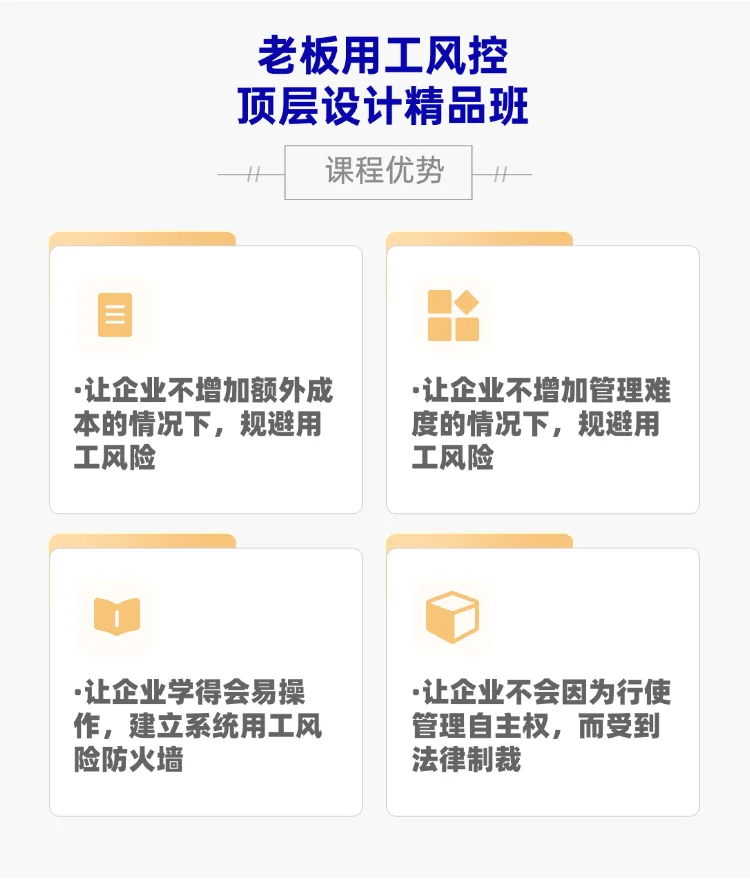 老板用工风控
顶层设计精品班
课程优势
·让企业不增加额外成
本的情况下，规避用
工风险
·让企业不增加管理难
度的情况下，规避用
工风险
·让企业学得会易操
作，建立系统用工风
险防火墙
·让企业不会因为行使
管理自主权，而受到
法律制裁